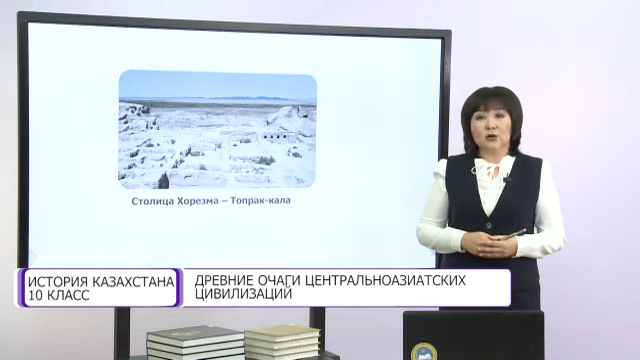 Столица Хорезма – Топрак-кала
ИСТОРИЯ КАЗАХСТАНА
10 КЛАСС
ДРЕВНИЕ ОЧАГИ ЦЕНТРАЛЬНОАЗИАТСКИХ
ЦИВИЛИЗАЦИЙ